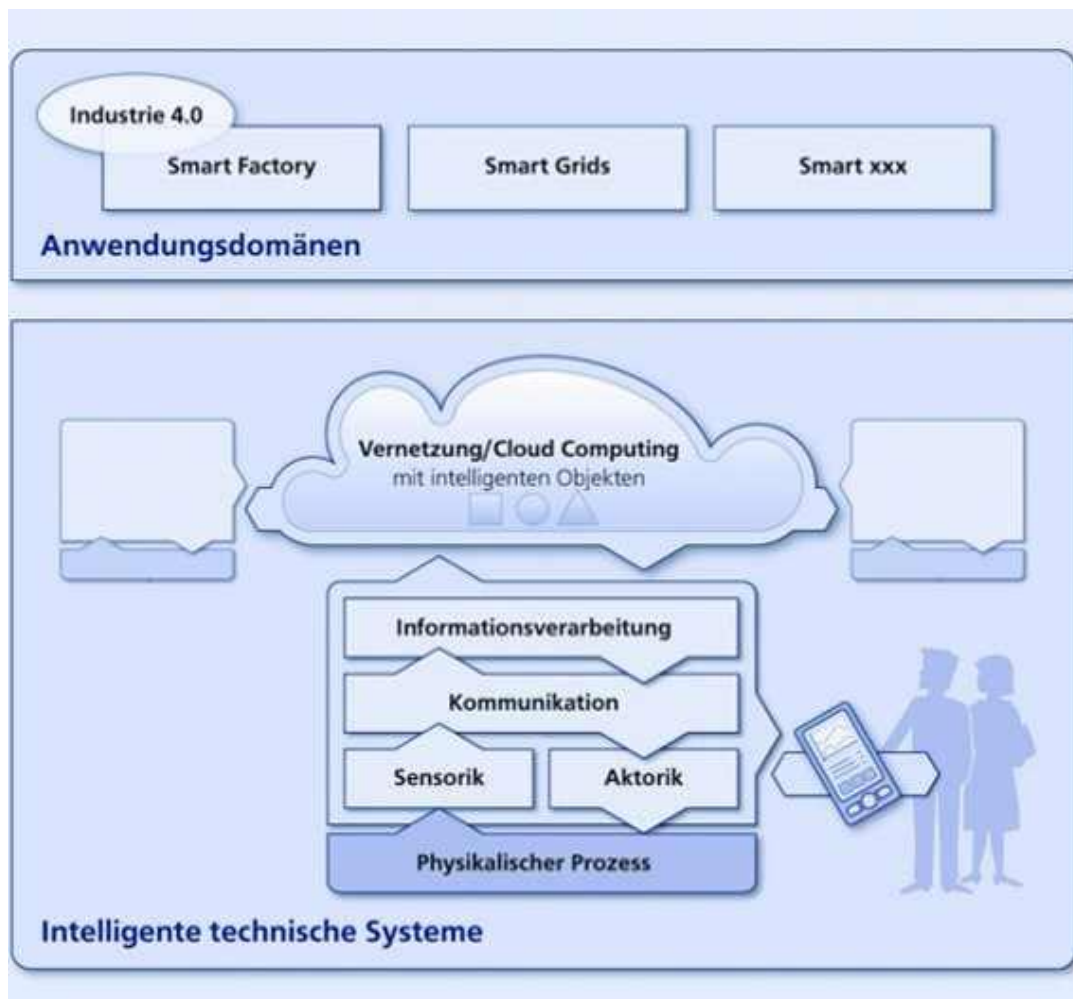 Industrie 4.0
Smart Factory
Smart Grids
Smart xxx
Anwendungsdomänen
Vernetzung/Cloud Computing
mit intelligenten Objekten
Informationsverarbeitung
Kommunikation
Sensorik
Aktorik
Physikalischer Prozess
Intelligente technische Systeme